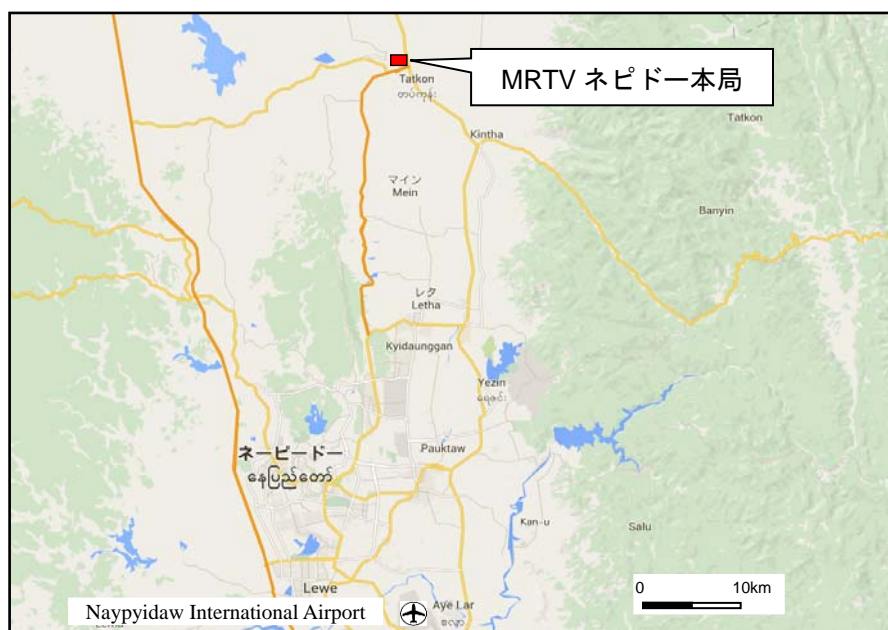 MRTV ネピドー本局
Tatkon
တပ်ကုန်း
Kintha
Tatkon
マイン
Mein
Banyin
レタ
Letha
Kyidaunggan
Yezin
ရေဇင်း
Pauktaw
ネーピードー
နေပြည်တော်
Kan-u
Salu
0 10km
Lewe
Naypyidaw International Airport
Aye Lar